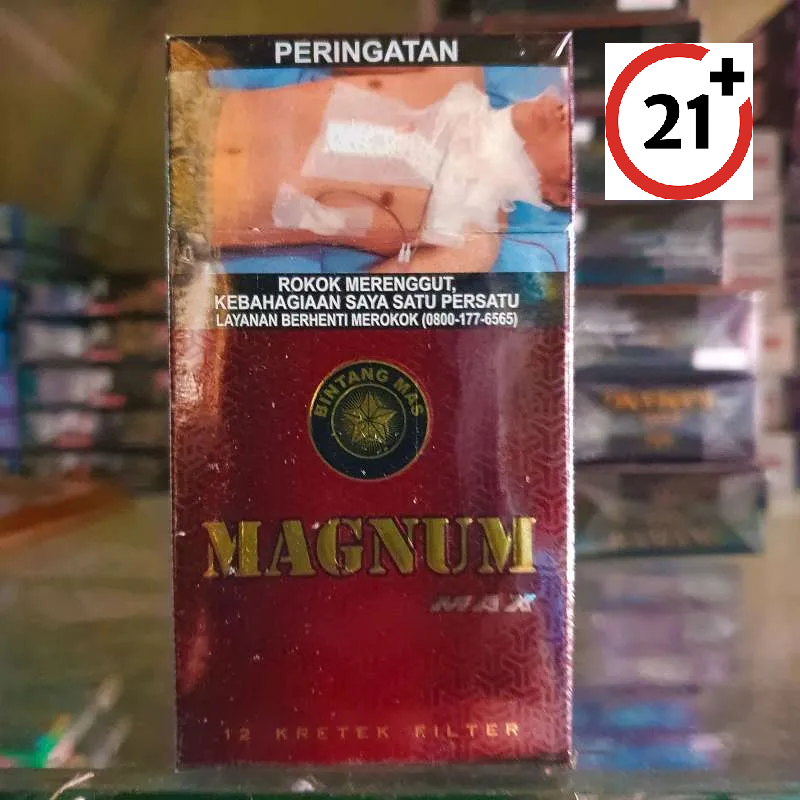 PERINGATAN
21+
ROKOK MERENGGUT,
KEBAHAGIAAN SAYA SATU PERSATU
LAYANAN BERHENTI MEROKOK (0800-177-6565)
BINTANG MAS
MAGNUM
MAX
12 KRETEK FILTER